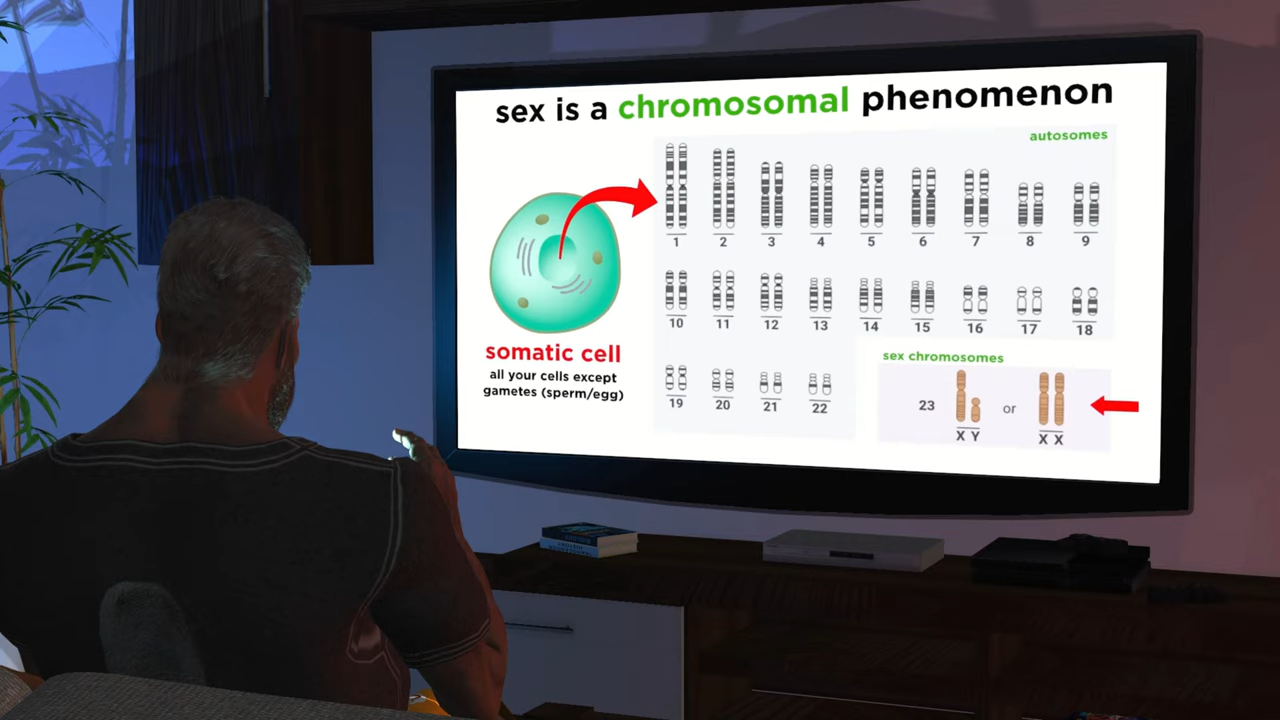 sex is a chromosomal phenomenon
autosomes
1 2 3 4 5 6 7 8 9
10 11 12 13 14 15 16 17 18
somatic cell
all your cells except
gametes (sperm/egg)
19 20 21 22
sex chromosomes
23 or
X Y X X